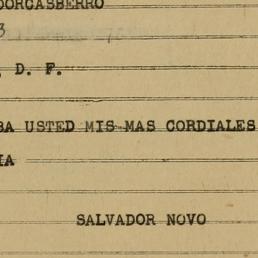 DORCASBERRO
3
, D. F.
BA USTED MIS MAS CORDIALES
IA
SALVADOR NOVO